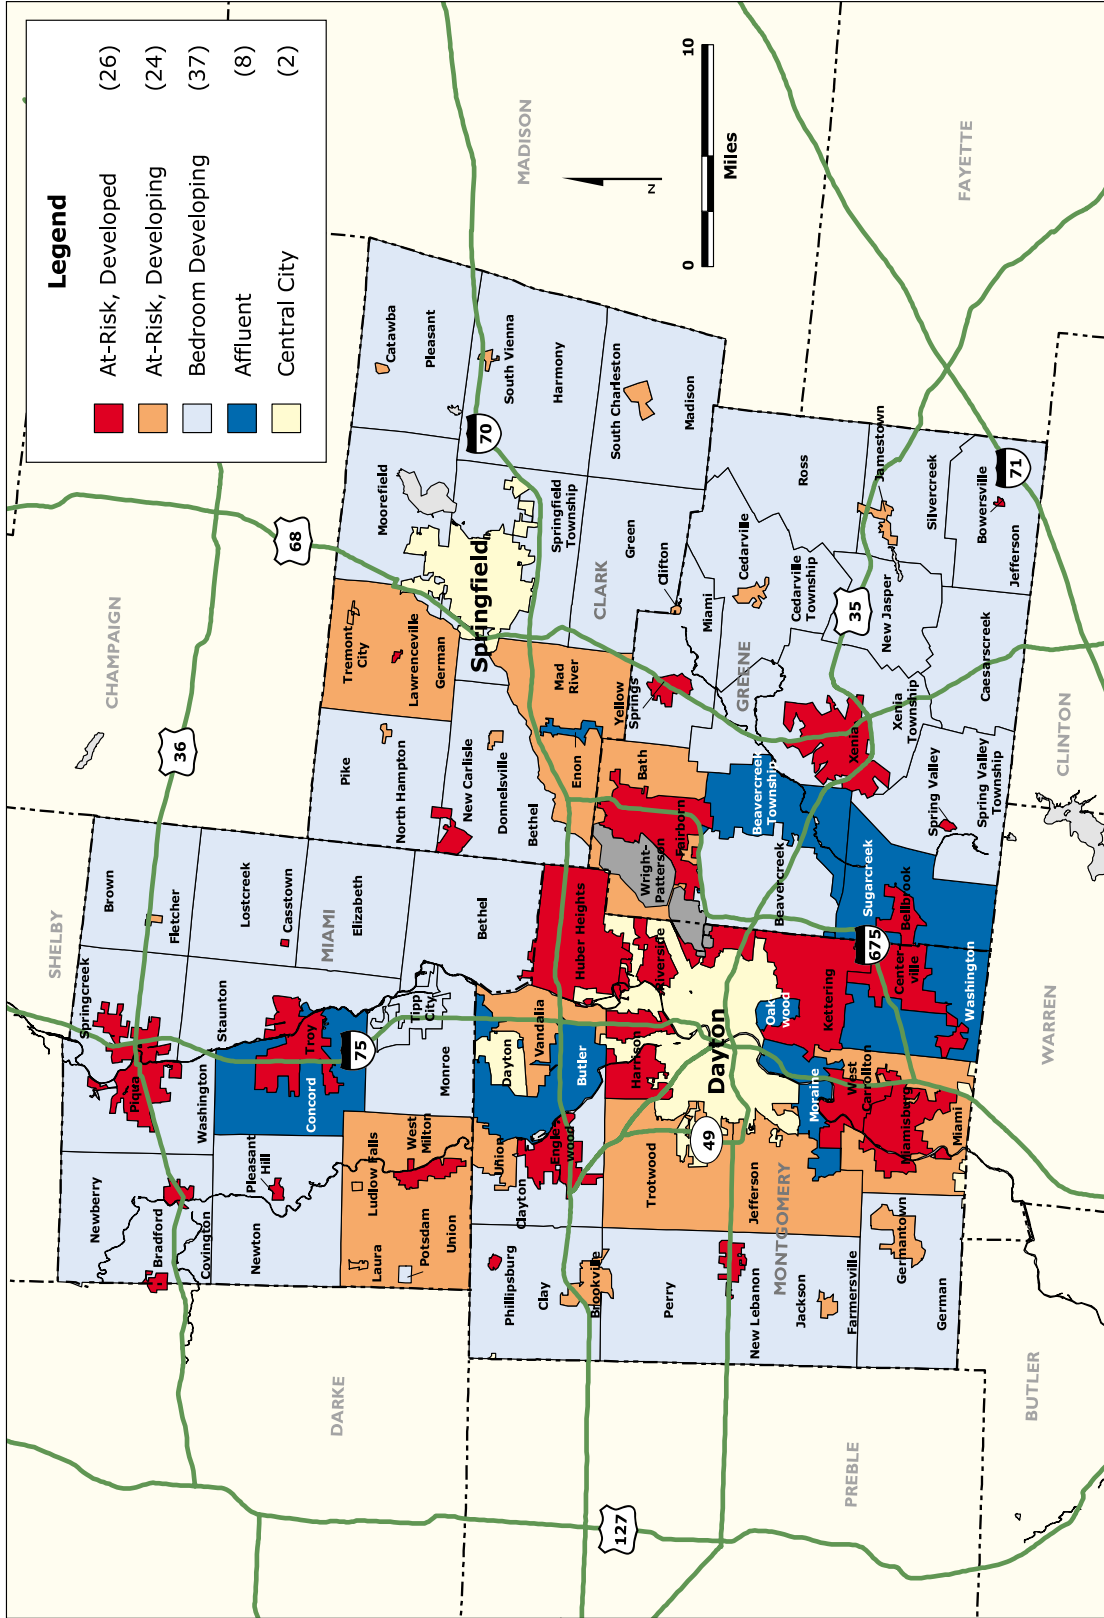 Legend
At-Risk, Developed (26)
At-Risk, Developing (24)
Bedroom Developing (37)
Affluent (8)
Central City (2)
N
0 10
Miles
SHELBY
CHAMPAIGN
MADISON
DARKE
MIAMI
CLARK
FAYETTE
PREBLE
MONTGOMERY
GREENE
BUTLER
WARREN
CLINTON
127
36
68
75
70
49
35
675
71
Newberry
Bradford
Covington
Piqua
Springcreek
Washington
Staunton
Brown
Fletcher
Lostcreek
Casstown
Newton
Pleasant
Hill
Concord
Troy
Elizabeth
Laura
Ludlow Falls
West
Milton
Potsdam
Union
Monroe
Tipp
City
Bethel
Pike
North Hampton
New Carlisle
Donnelsville
Bethel
Tremont
City
Lawrenceville
German
Moorefield
Catawba
Pleasant
South Vienna
Harmony
Springfield
Springfield
Township
Mad
River
Enon
Green
Clifton
South Charleston
Madison
Phillipsburg
Clay
Brookville
Clayton
Union
Engle-
wood
Dayton
Vandalia
Butler
Huber Heights
Perry
Trotwood
Harrison
Riverside
Dayton
New Lebanon
Jackson
Farmersville
Jefferson
Germantown
German
Moraine
Oak
wood
Kettering
West
Carrollton
Miamisburg
Miami
Center-
ville
Washington
Wright-
Patterson
Fairborn
Bath
Yellow
Springs
Miami
Cedarville
Cedarville
Township
Ross
Beavercreek
Township
Beavercreek
Sugarcreek
Bellbrook
Xenia
Xenia
Township
New Jasper
Jamestown
Silvercreek
Bowersville
Jefferson
Caesarscreek
Spring Valley
Spring Valley
Township